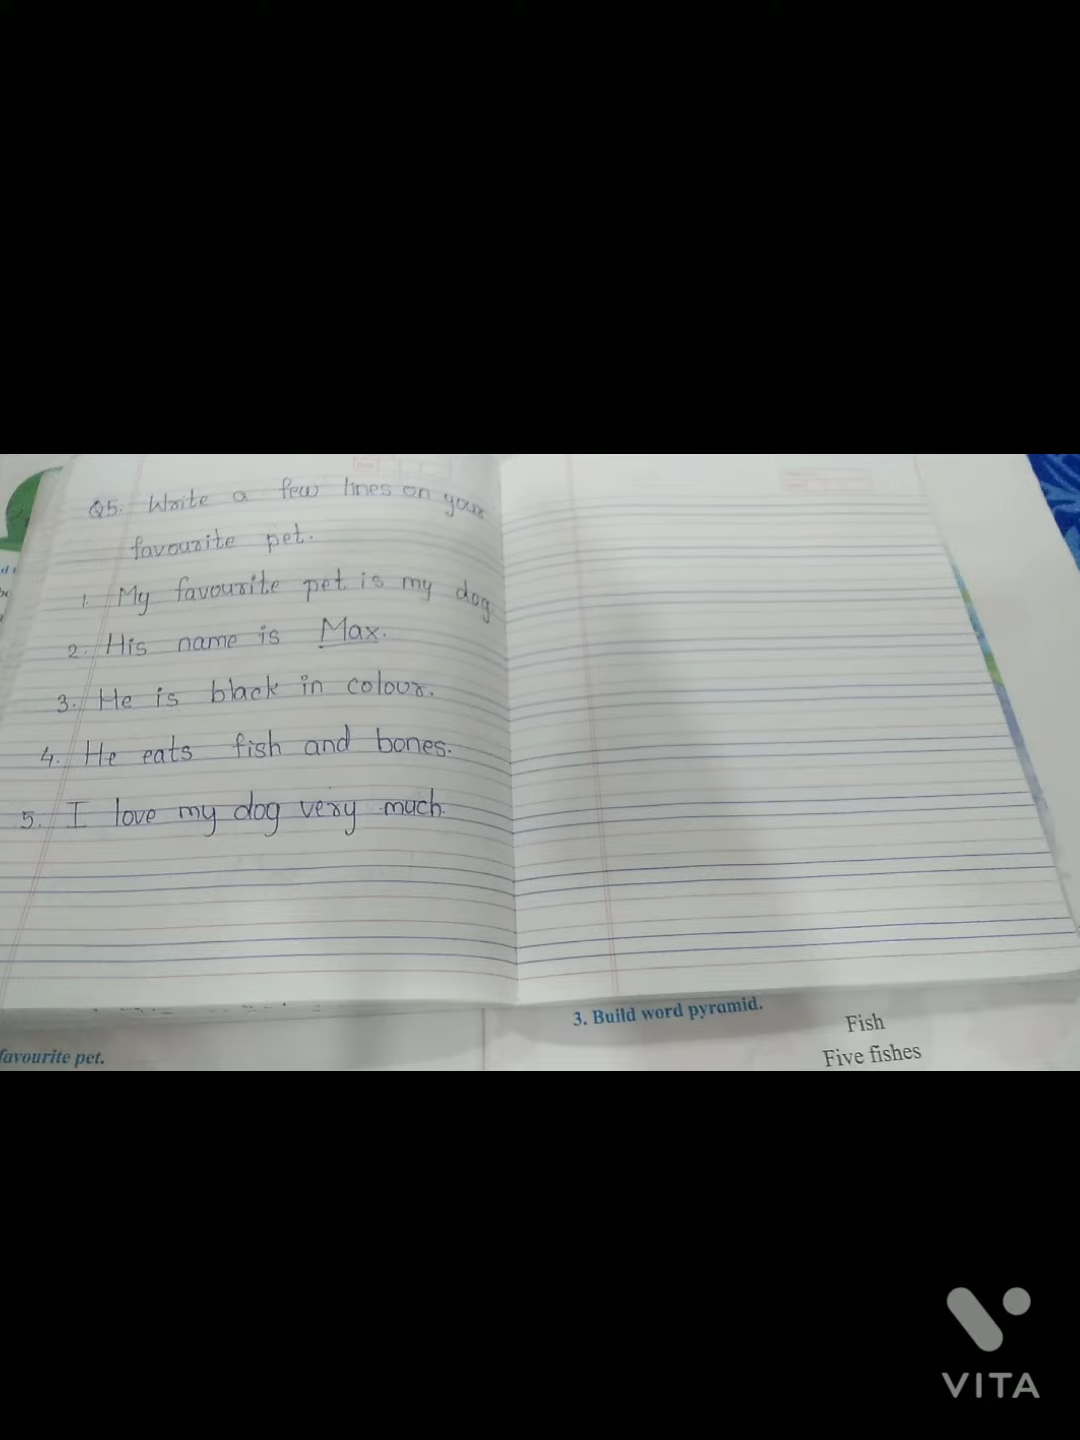 Q5. Write a few lines on your
favourite pet.
1. My favourite pet is my dog.
2. His name is Max.
3. He is black in colour.
4. He eats fish and bones.
5. I love my dog very much.
3. Build word pyramid.
Fish
Five fishes
favourite pet.
VITA